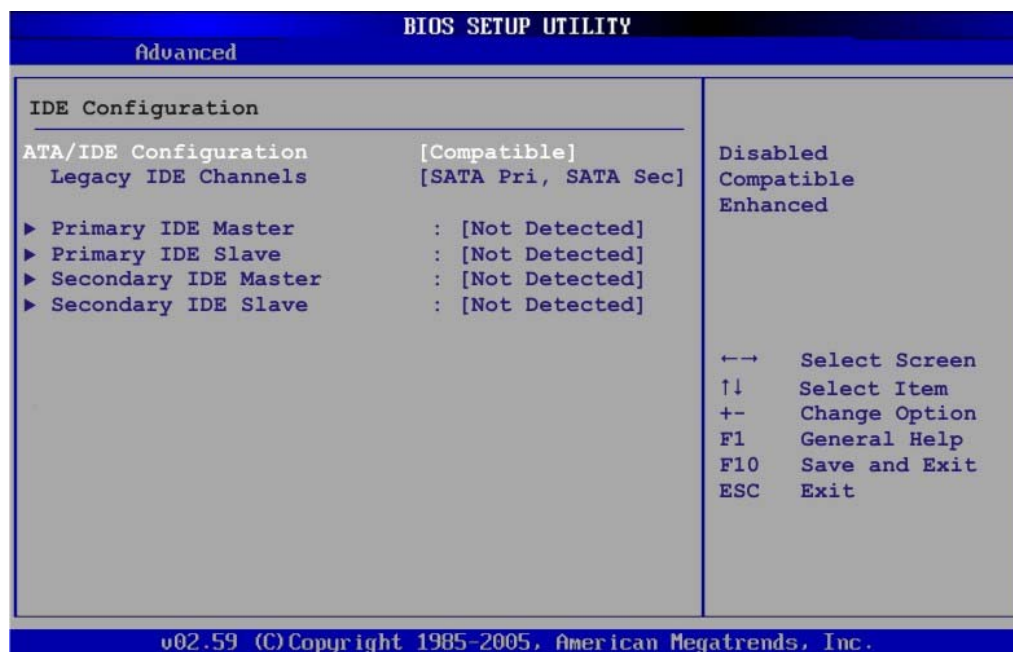 BIOS SETUP UTILITY
Advanced
IDE Configuration
ATA/IDE Configuration [Compatible]
Legacy IDE Channels [SATA Pri, SATA Sec]
▶ Primary IDE Master : [Not Detected]
▶ Primary IDE Slave : [Not Detected]
▶ Secondary IDE Master : [Not Detected]
▶ Secondary IDE Slave : [Not Detected]
Disabled
Compatible
Enhanced
←→ Select Screen
↑↓ Select Item
+- Change Option
F1 General Help
F10 Save and Exit
ESC Exit
v02.59 (C)Copyright 1985-2005, American Megatrends, Inc.